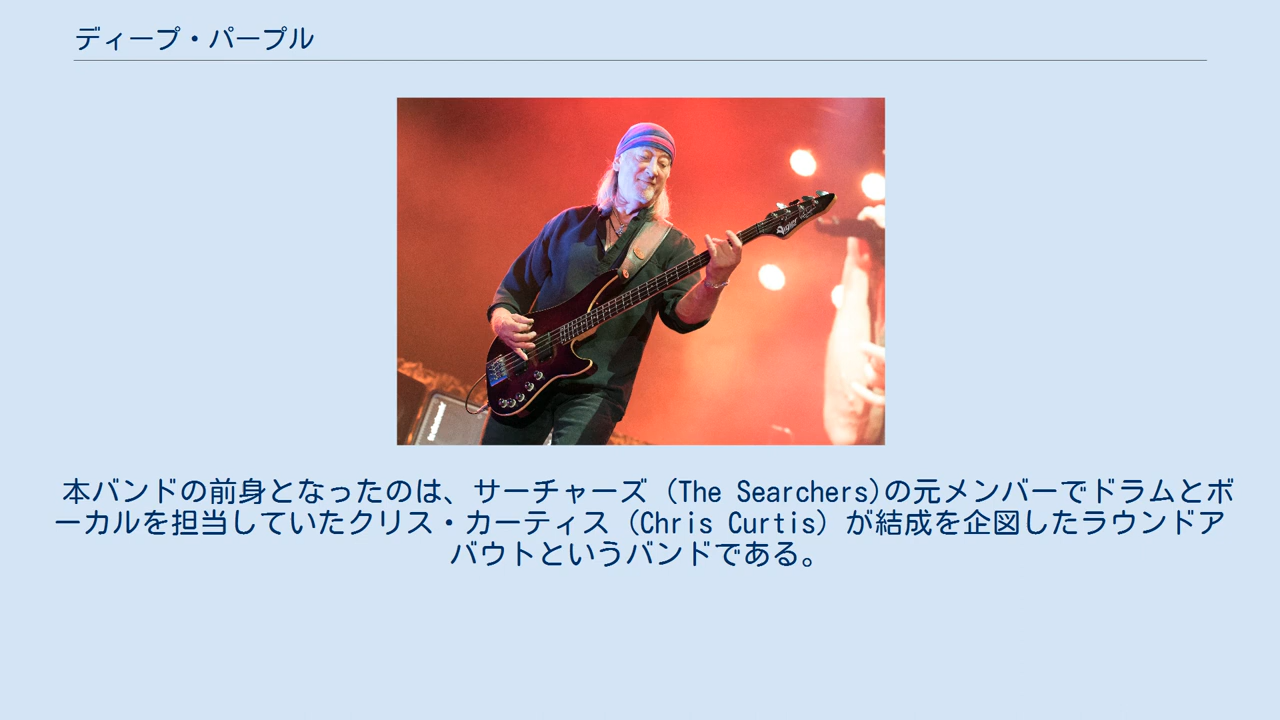 ディープ・パープル
本バンドの前身となったのは、サーチャーズ（The Searchers)の元メンバーでドラムとボ
ーカルを担当していたクリス・カーティス（Chris Curtis）が結成を企図したラウンドア
バウトというバンドである。